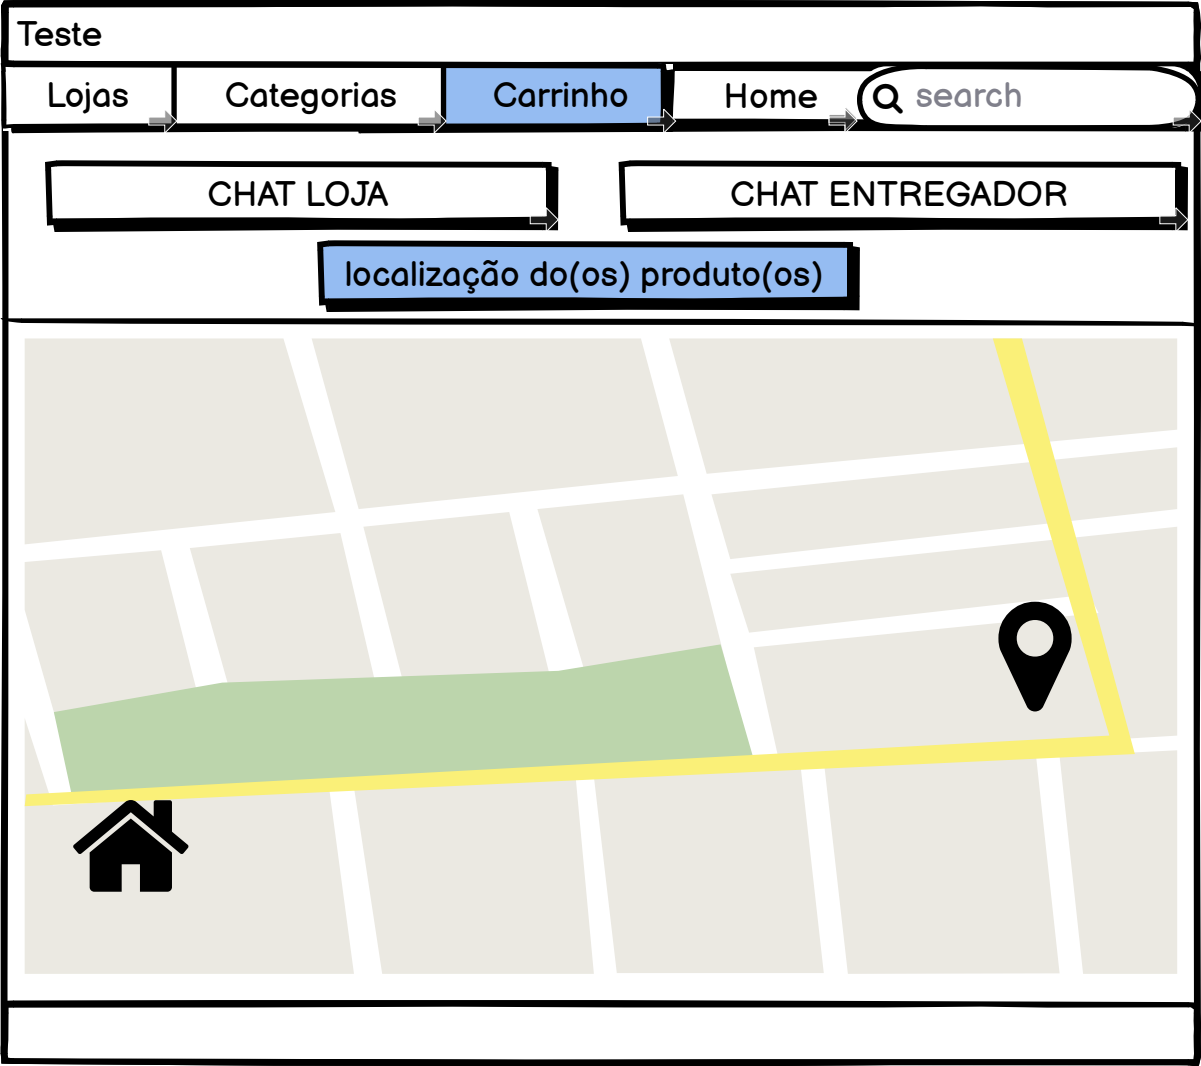 Teste
Lojas Categorias Carrinho Home search
CHAT LOJA CHAT ENTREGADOR
localização do(os) produto(os)